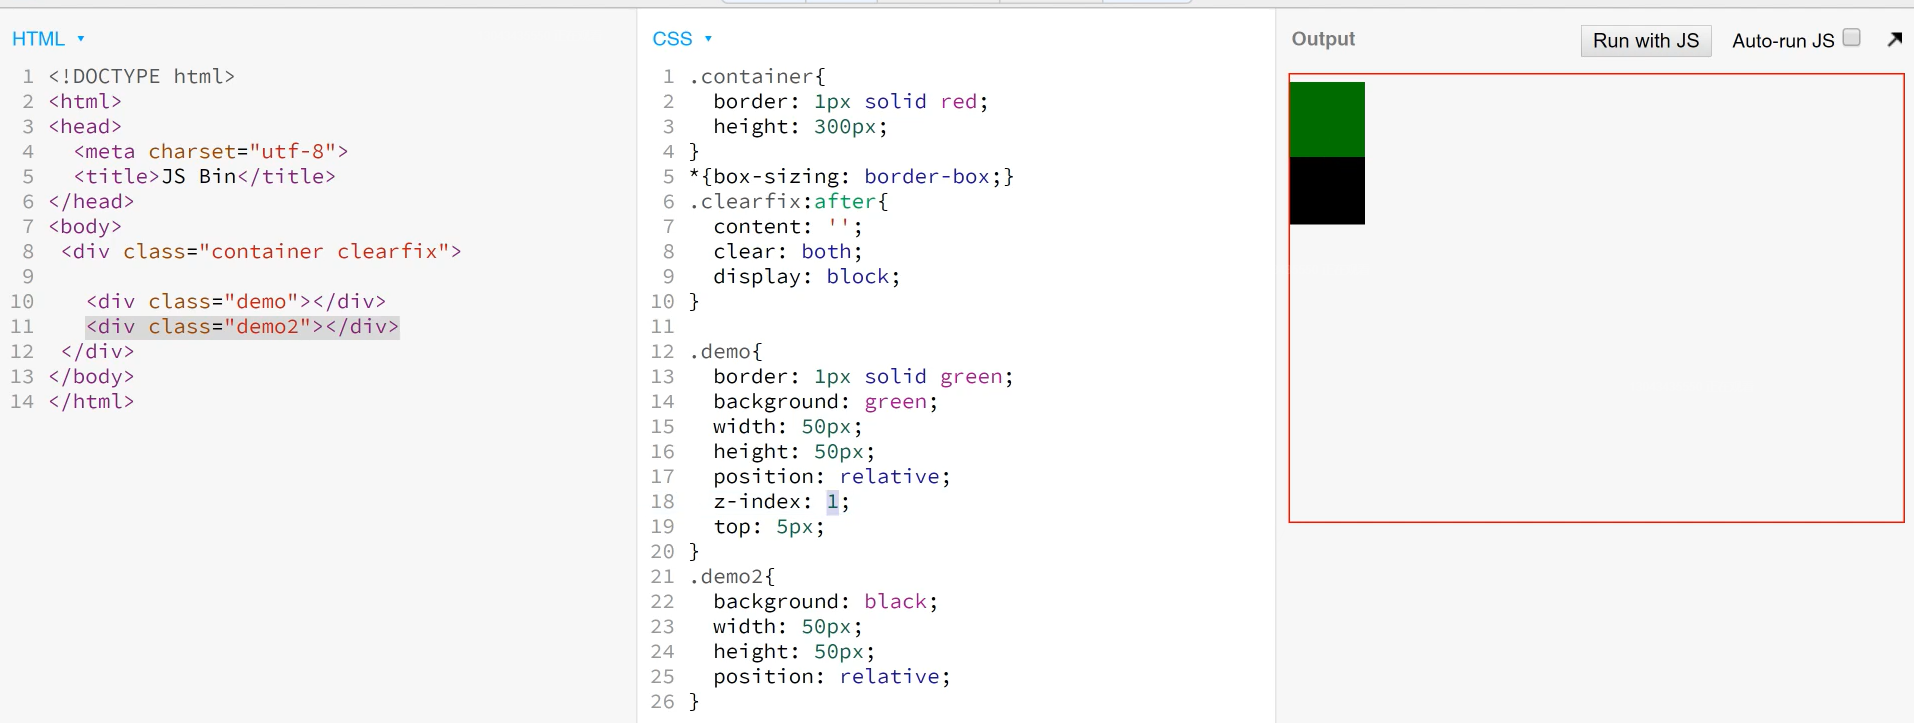 HTML ▾
1 <!DOCTYPE html>
2 <html>
3 <head>
4   <meta charset="utf-8">
5   <title>JS Bin</title>
6 </head>
7 <body>
8  <div class="container clearfix">
9
10    <div class="demo"></div>
11    <div class="demo2"></div>
12  </div>
13 </body>
14 </html>
CSS ▾
1 .container{
2   border: 1px solid red;
3   height: 300px;
4 }
5 *{box-sizing: border-box;}
6 .clearfix:after{
7   content: '';
8   clear: both;
9   display: block;
10 }
11
12 .demo{
13   border: 1px solid green;
14   background: green;
15   width: 50px;
16   height: 50px;
17   position: relative;
18   z-index: 1;
19   top: 5px;
20 }
21 .demo2{
22   background: black;
23   width: 50px;
24   height: 50px;
25   position: relative;
26 }
Output
Run with JS
Auto-run JS